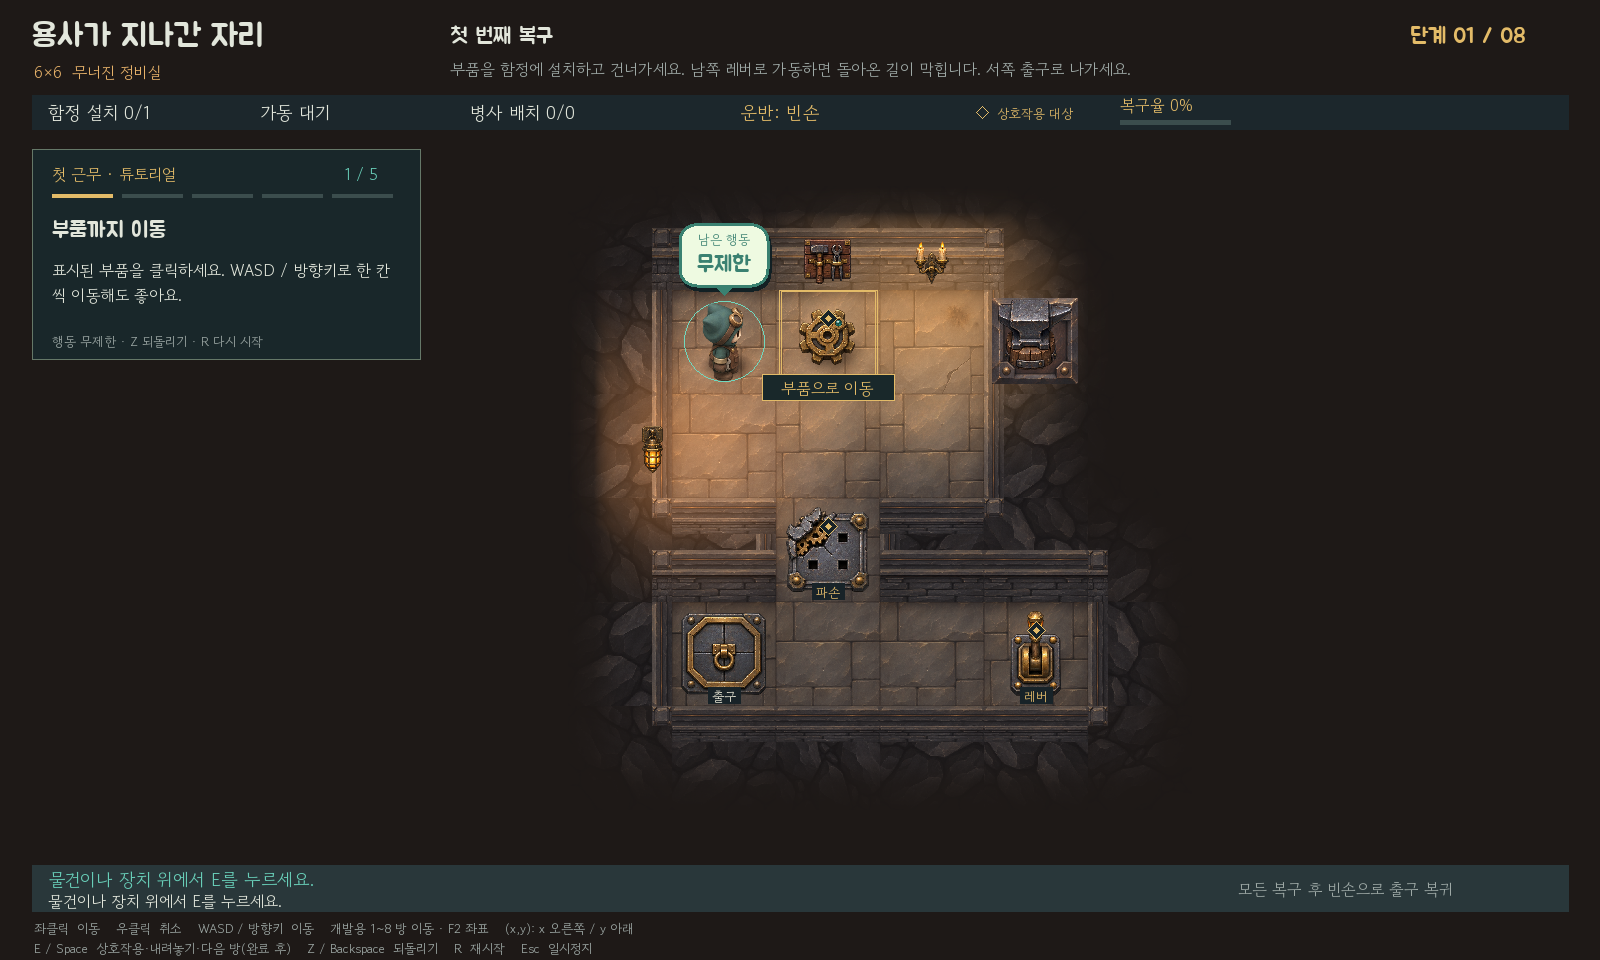 용사가 지나간 자리
6×6 무너진 정비실
첫 번째 복구
부품을 함정에 설치하고 건너가세요. 남쪽 레버로 가동하면 돌아온 길이 막힙니다. 서쪽 출구로 나가세요.
단계 01 / 08
함정 설치 0/1
가동 대기
병사 배치 0/0
운반: 빈손
◇ 상호작용 대상
복구율 0%
첫 근무 · 튜토리얼
1 / 5
부품까지 이동
표시된 부품을 클릭하세요. WASD / 방향키로 한 칸
씩 이동해도 좋아요.
행동 무제한 · Z 되돌리기 · R 다시 시작
남은 행동
무제한
부품으로 이동
파손
출구
레버
물건이나 장치 위에서 E를 누르세요.
물건이나 장치 위에서 E를 누르세요.
모든 복구 후 빈손으로 출구 복귀
좌클릭 이동 우클릭 취소 WASD / 방향키 이동 개발용 1~8 방 이동 · F2 좌표 (x,y): x 오른쪽 / y 아래
E / Space 상호작용·내려놓기·다음 방(완료 후) Z / Backspace 되돌리기 R 재시작 Esc 일시정지